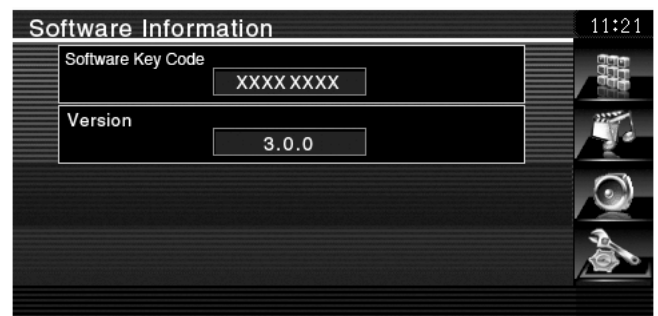 Software Information
11:21
Software Key Code
XXXX XXXX
Version
3.0.0